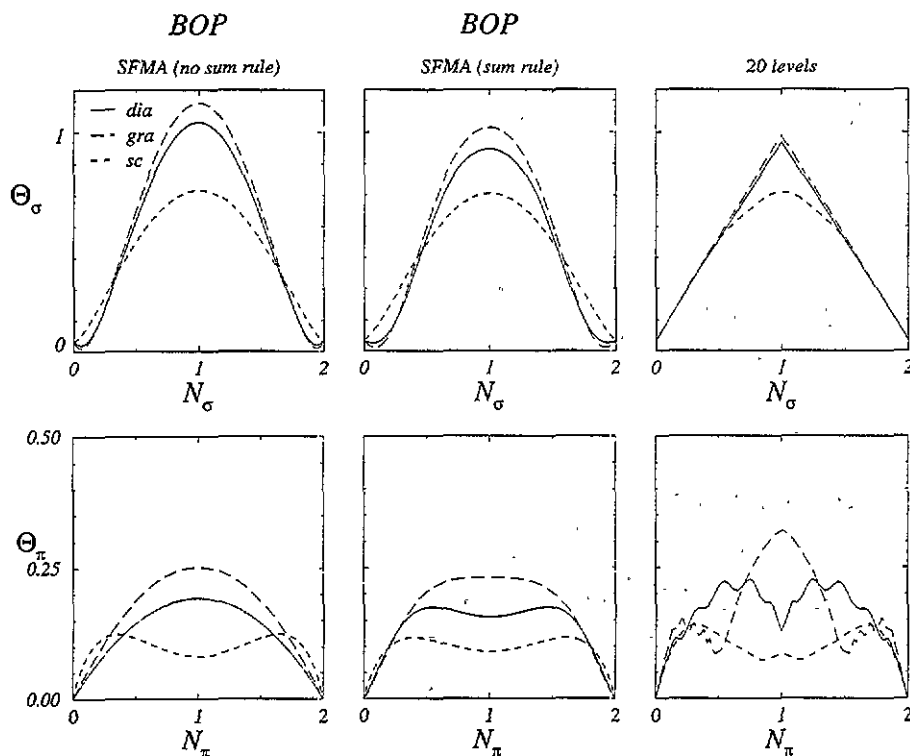 BOP BOP
SFMA (no sum rule) SFMA (sum rule) 20 levels
dia
gra
sc
1
Θσ
0
0 1 2 0 1 2 0 1 2
Nσ Nσ Nσ
0.50
Θπ
0.25
0.00
0 1 2 0 1 2 0 1 2
Nπ Nπ Nπ